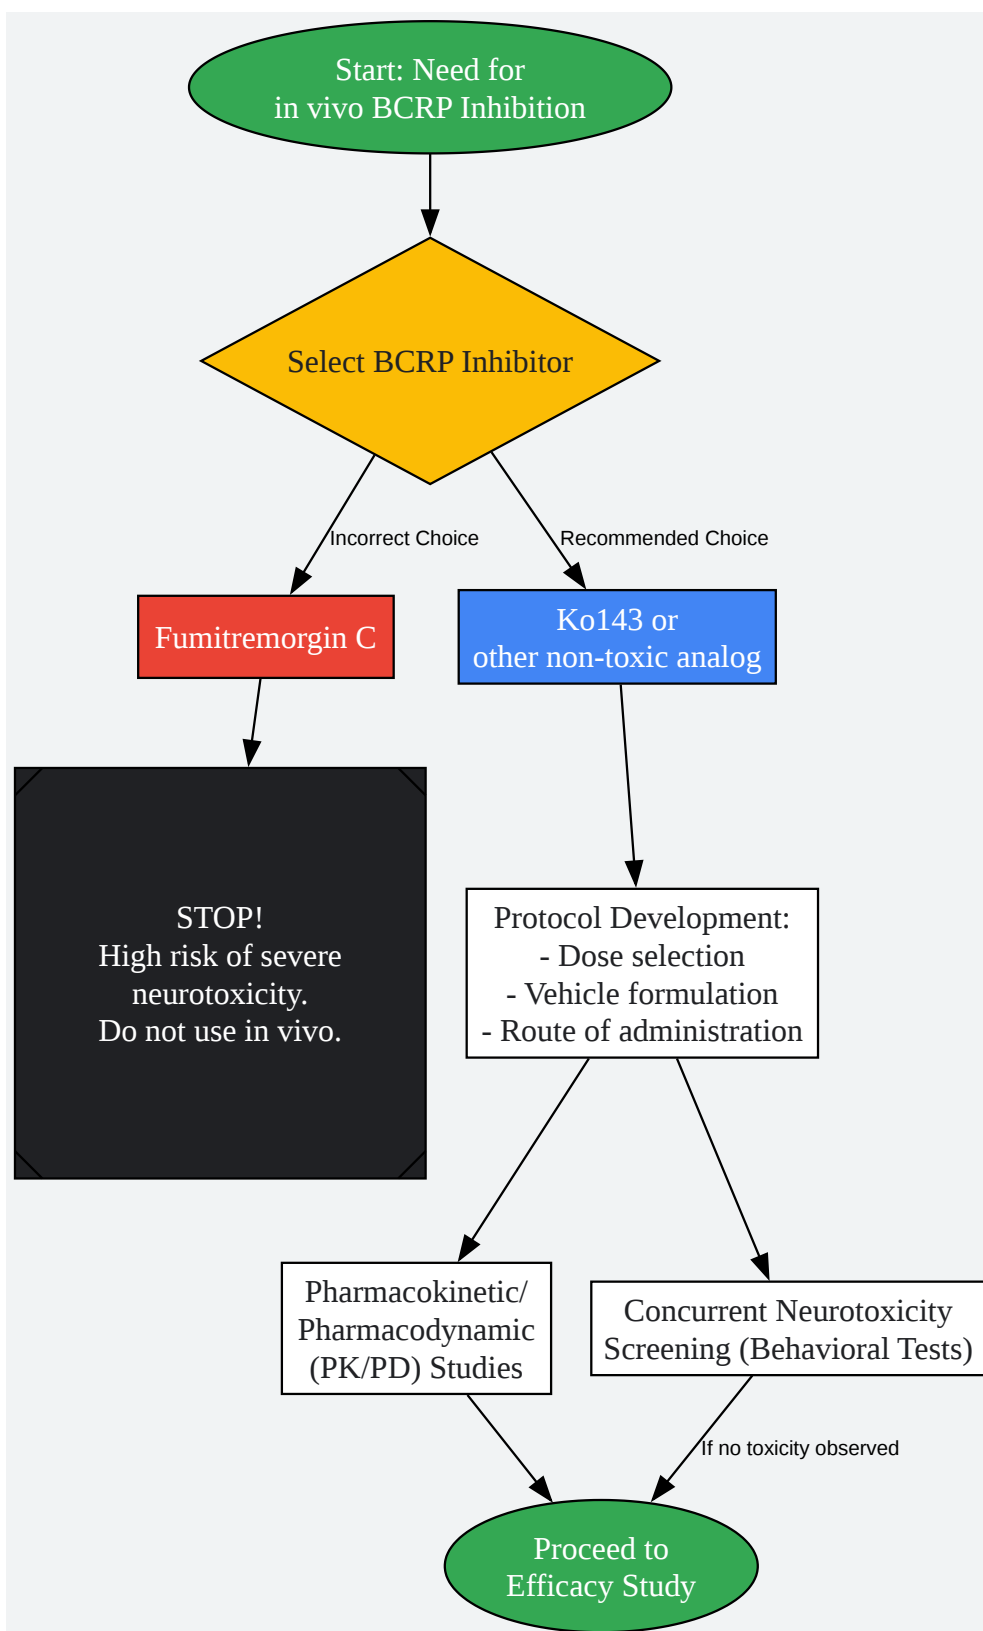 Start: Need for
in vivo BCRP Inhibition
Select BCRP Inhibitor
Incorrect Choice
Recommended Choice
Fumitremorgin C
Ko143 or
other non-toxic analog
STOP!
High risk of severe
neurotoxicity.
Do not use in vivo.
Protocol Development:
- Dose selection
- Vehicle formulation
- Route of administration
Pharmacokinetic/
Pharmacodynamic
(PK/PD) Studies
Concurrent Neurotoxicity
Screening (Behavioral Tests)
If no toxicity observed
Proceed to
Efficacy Study